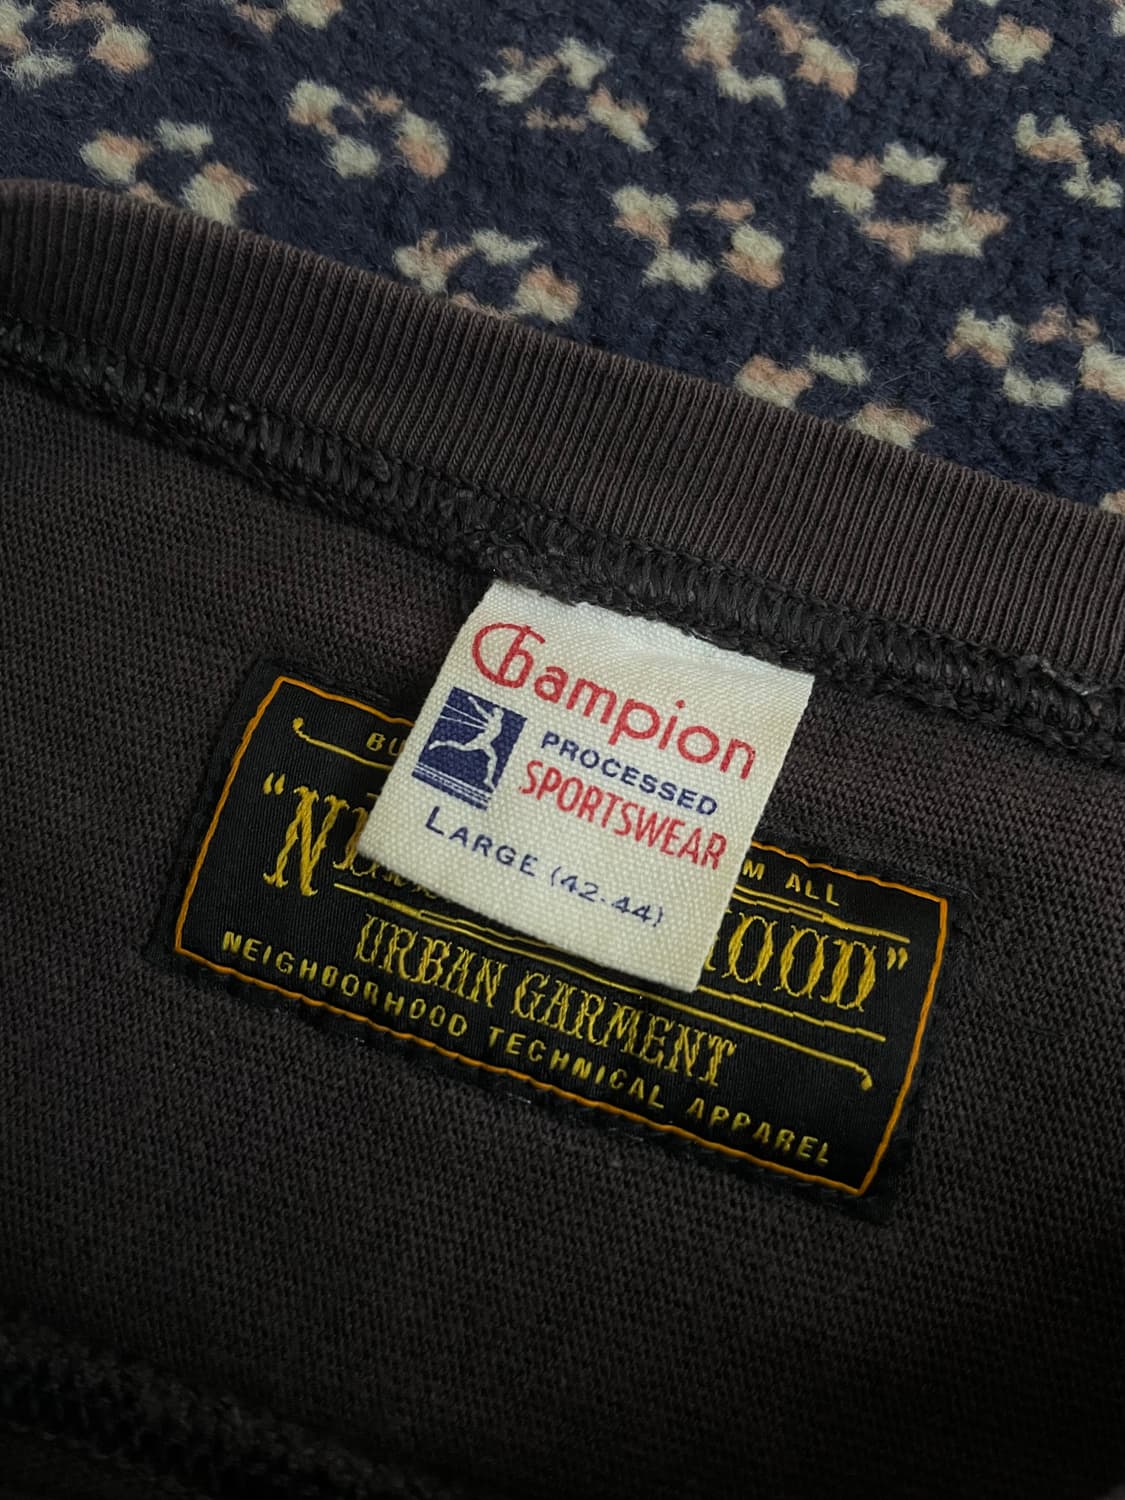 Champion
PROCESSED
SPORTSWEAR
LARGE (42-44)
ALL
URBAN GARMENT
NEIGHBORHOOD TECHNICAL APPAREL